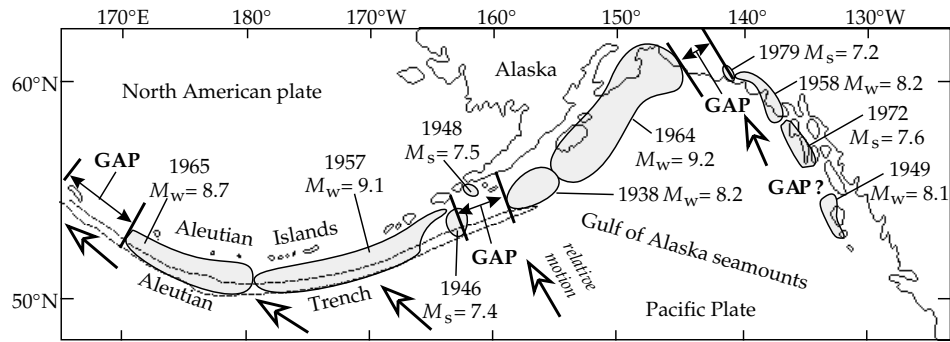 170°E 180° 170°W 160° 150° 140° 130°W
60°N
50°N
North American plate
Alaska
1979 Ms= 7.2
1958 Mw= 8.2
1972
Ms= 7.6
1949
Mw= 8.1
GAP
GAP ?
1964
Mw= 9.2
1938 Mw= 8.2
1948
Ms= 7.5
GAP
1965
Mw= 8.7
1957
Mw= 9.1
Aleutian Islands
GAP
1946
Ms= 7.4
Aleutian Trench
relative
motion
Gulf of Alaska seamounts
Pacific Plate